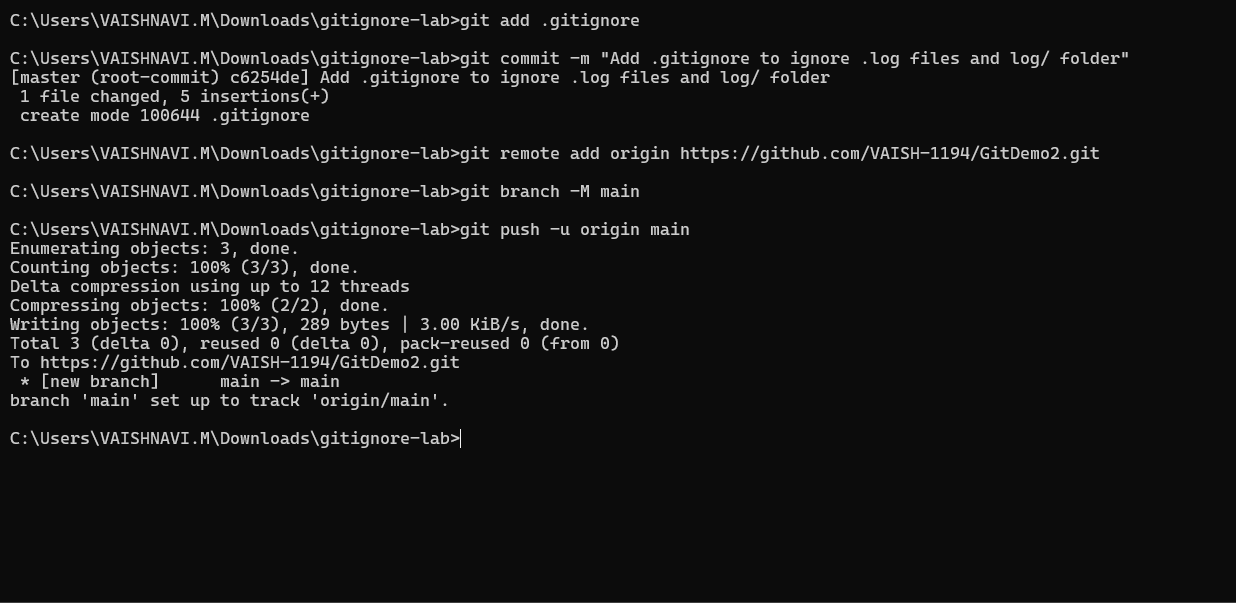 C:\Users\VAISHNAVI.M\Downloads\gitignore-lab>git add .gitignore
C:\Users\VAISHNAVI.M\Downloads\gitignore-lab>git commit -m "Add .gitignore to ignore .log files and log/ folder"
[master (root-commit) c6254de] Add .gitignore to ignore .log files and log/ folder
 1 file changed, 5 insertions(+)
 create mode 100644 .gitignore
C:\Users\VAISHNAVI.M\Downloads\gitignore-lab>git remote add origin https://github.com/VAISH-1194/GitDemo2.git
C:\Users\VAISHNAVI.M\Downloads\gitignore-lab>git branch -M main
C:\Users\VAISHNAVI.M\Downloads\gitignore-lab>git push -u origin main
Enumerating objects: 3, done.
Counting objects: 100% (3/3), done.
Delta compression using up to 12 threads
Compressing objects: 100% (2/2), done.
Writing objects: 100% (3/3), 289 bytes | 3.00 KiB/s, done.
Total 3 (delta 0), reused 0 (delta 0), pack-reused 0 (from 0)
To https://github.com/VAISH-1194/GitDemo2.git
 * [new branch]      main -> main
branch 'main' set up to track 'origin/main'.
C:\Users\VAISHNAVI.M\Downloads\gitignore-lab>